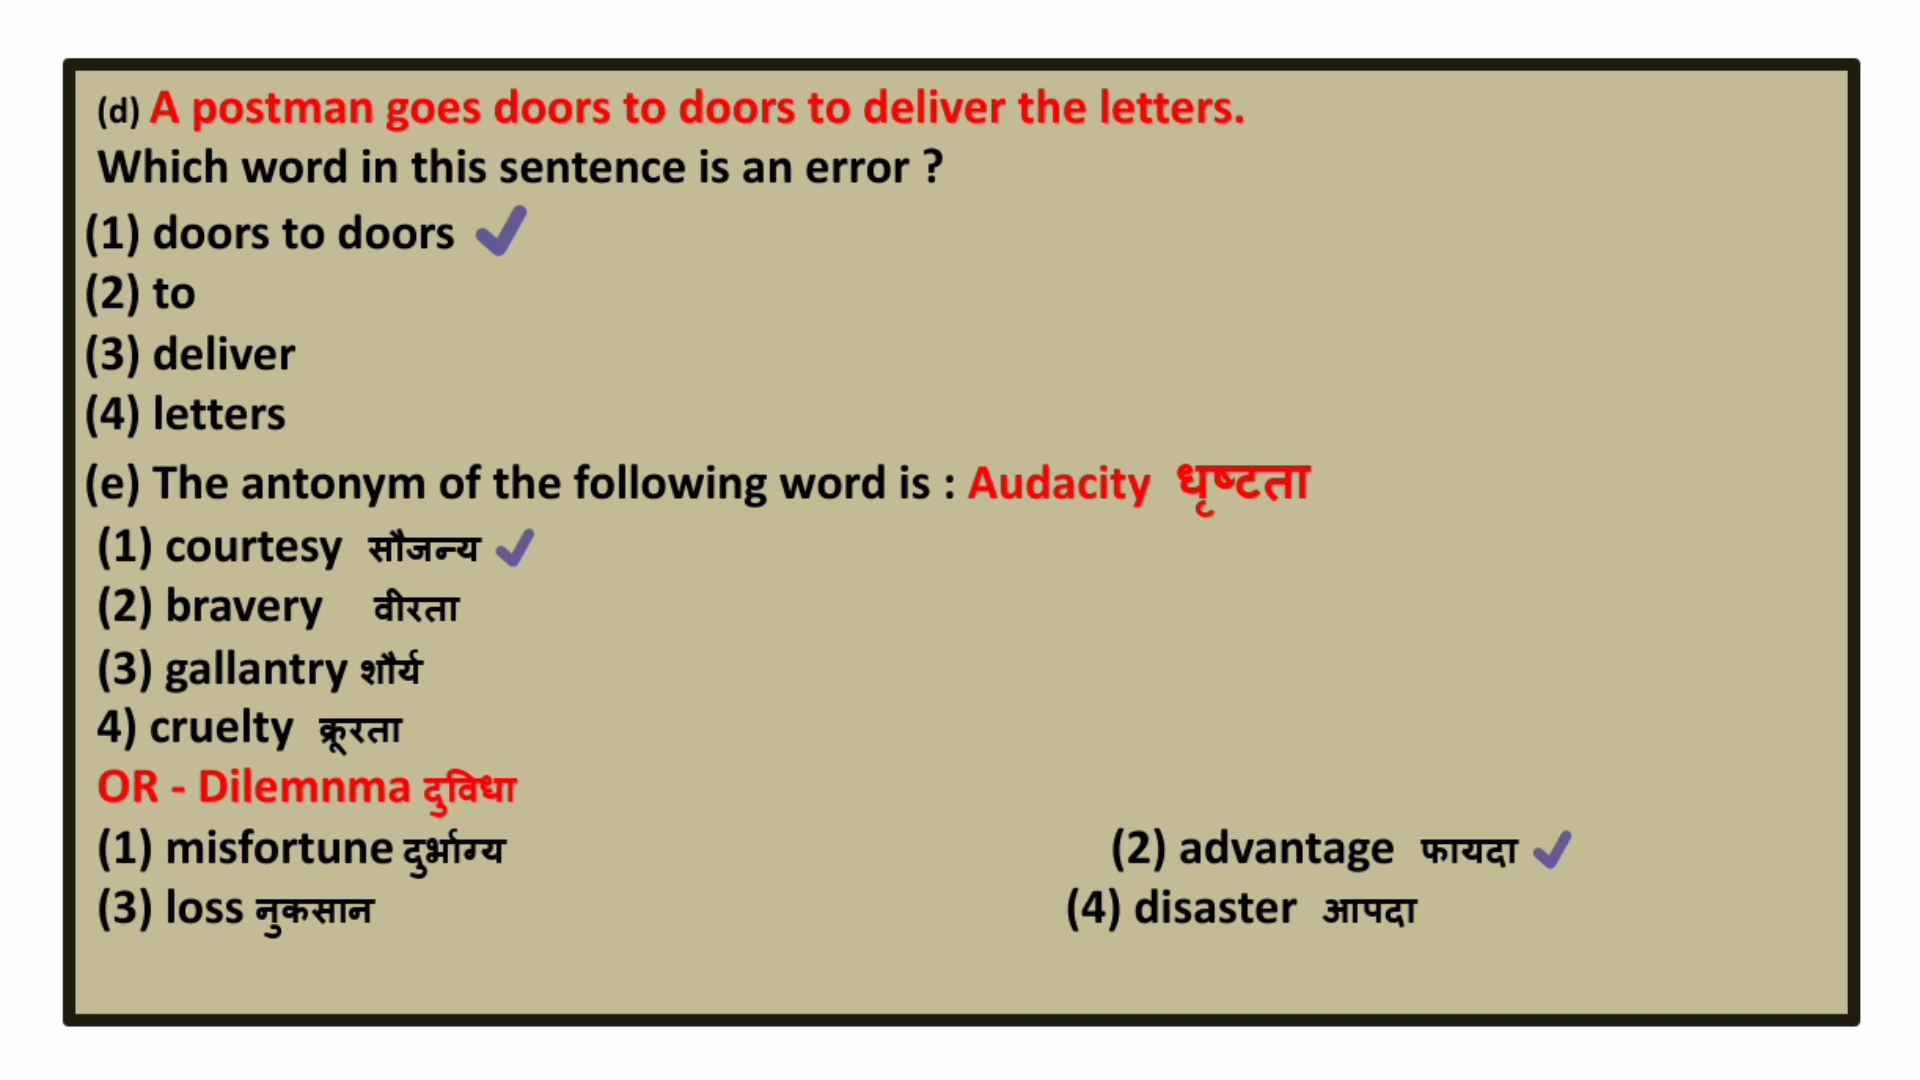 (d) A postman goes doors to doors to deliver the letters.
Which word in this sentence is an error ?
(1) doors to doors
(2) to
(3) deliver
(4) letters
(e) The antonym of the following word is : Audacity धृष्टता
(1) courtesy सौजन्य
(2) bravery वीरता
(3) gallantry शौर्य
4) cruelty क्रूरता
OR - Dilemnma दुविधा
(1) misfortune दुर्भाग्य (2) advantage फायदा
(3) loss नुकसान (4) disaster आपदा